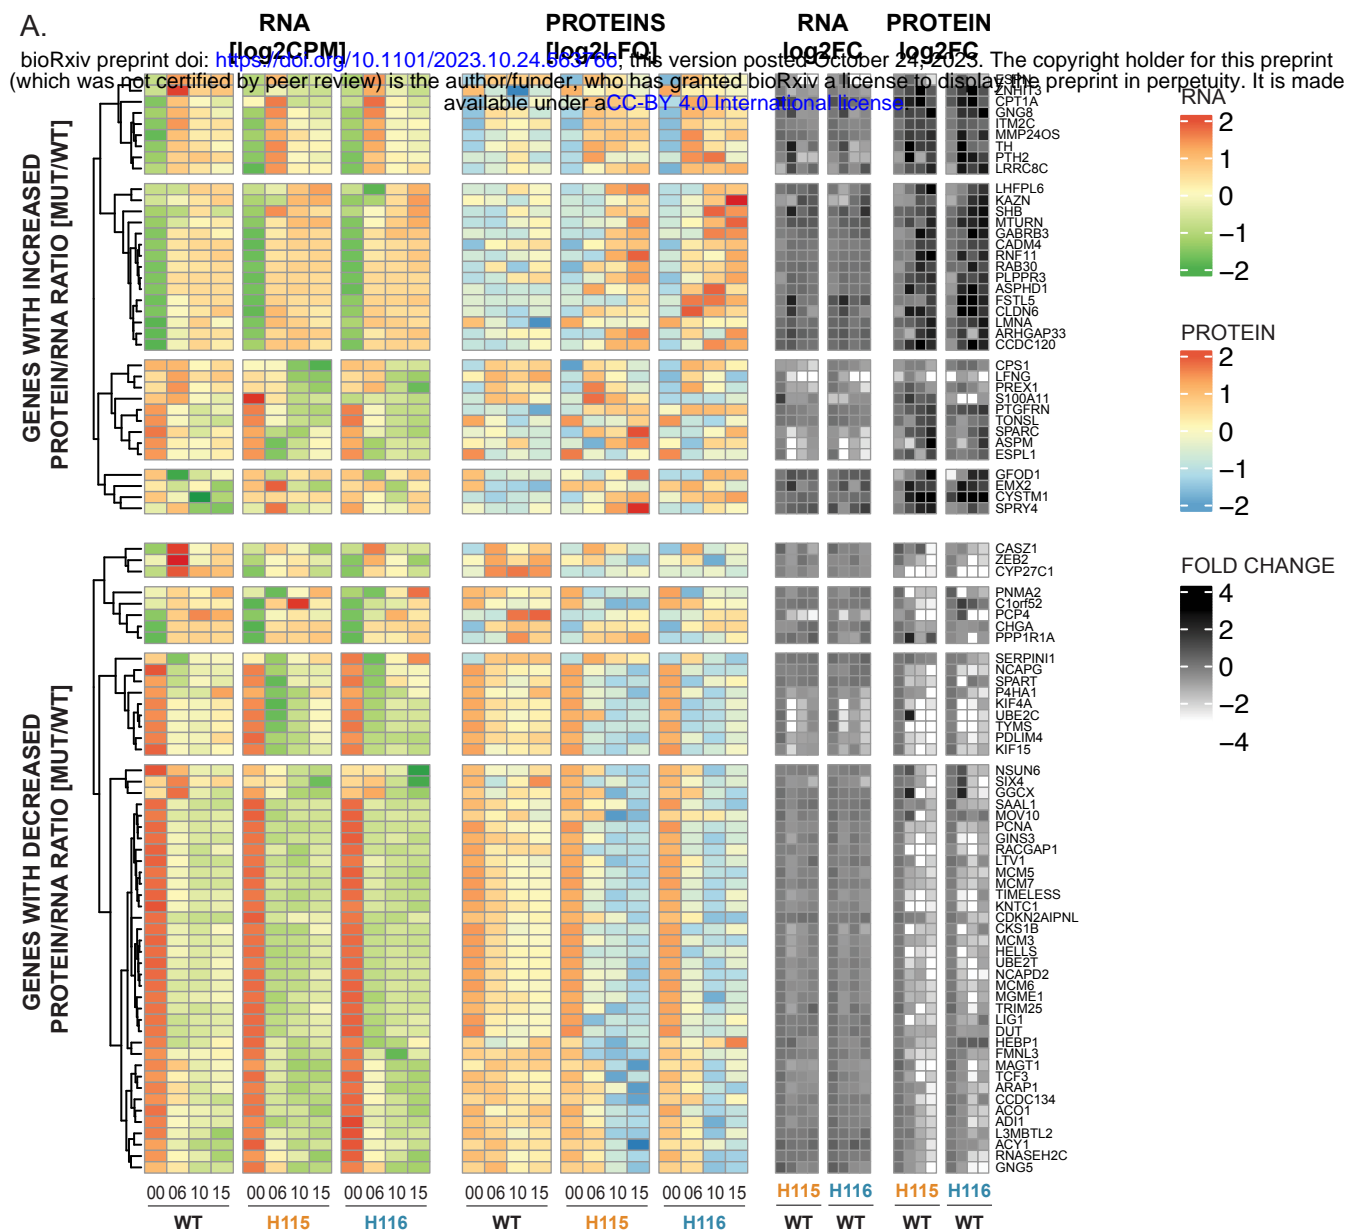 A.
RNA
[log2CPM]
PROTEINS
[log2LFQ]
RNA
log2FC
PROTEIN
log2FC
bioRxiv preprint doi: https://doi.org/10.1101/2023.10.24.563766; this version posted October 24, 2023. The copyright holder for this preprint
(which was not certified by peer review) is the author/funder, who has granted bioRxiv a license to display the preprint in perpetuity. It is made
available under aCC-BY 4.0 International license.
GENES WITH INCREASED
PROTEIN/RNA RATIO [MUT/WT]
ESPN
ZNHIT3
CPT1A
GNG8
ITM2C
MMP24OS
TH
PTH2
LRRC8C
LHFPL6
KAZN
SHB
MTURN
GABRB3
CADM4
RNF11
RAB30
PLPPR3
ASPHD1
FSTL5
CLDN6
LMNA
ARHGAP33
CCDC120
CPS1
LFNG
PREX1
S100A11
PTGFRN
TONSL
SPARC
ASPM
ESPL1
GFOD1
EMX2
CYSTM1
SPRY4
GENES WITH DECREASED
PROTEIN/RNA RATIO [MUT/WT]
CASZ1
ZEB2
CYP27C1
PNMA2
C1orf52
PCP4
CHGA
PPP1R1A
SERPINI1
NCAPG
SPART
P4HA1
KIF4A
UBE2C
TYMS
PDLIM4
KIF15
NSUN6
SIX4
GGCX
SAAL1
MOV10
PCNA
GINS3
RACGAP1
LTV1
MCM5
MCM7
TIMELESS
KNTC1
CDKN2AIPNL
CKS1B
MCM3
HELLS
UBE2T
NCAPD2
MCM6
MGME1
TRIM25
LIG1
DUT
HEBP1
FMNL3
MAGT1
TCF3
ARAP1
CCDC134
ACO1
ADI1
L3MBTL2
ACY1
RNASEH2C
GNG5
RNA
2
1
0
−1
−2
PROTEIN
2
1
0
−1
−2
FOLD CHANGE
4
2
0
−2
−4
00 06 10 15 00 06 10 15 00 06 10 15 00 06 10 15 00 06 10 15 00 06 10 15 H115 H116 H115 H116
WT H115 H116 WT H115 H116 WT WT WT WT